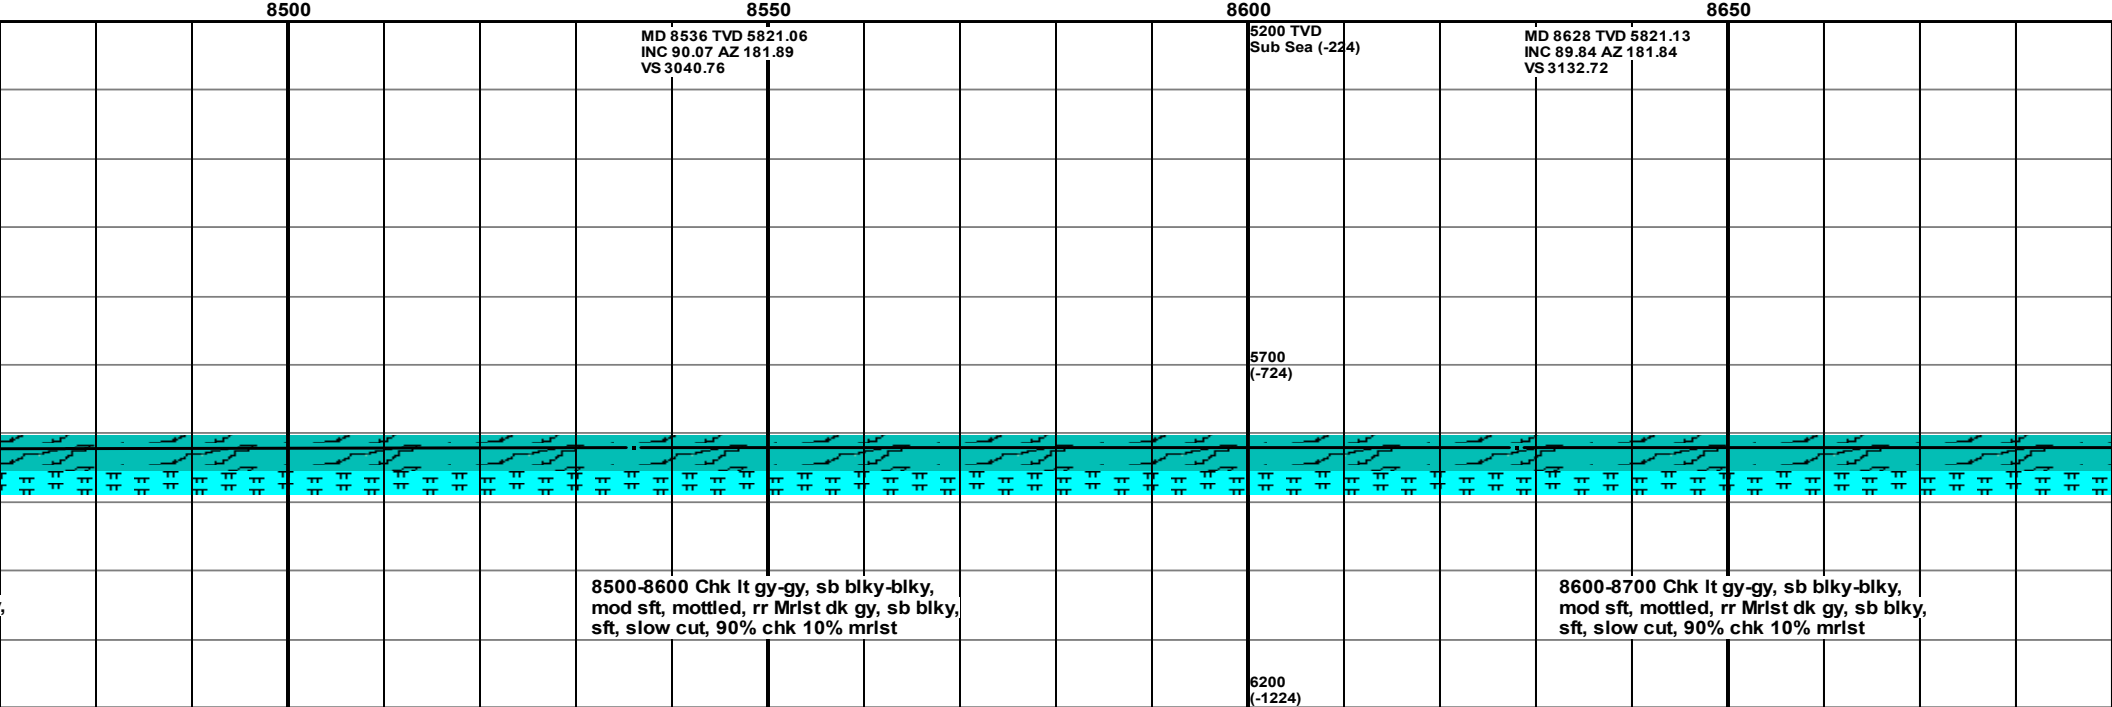 8500 8550 8600 8650
MD 8536 TVD 5821.06
INC 90.07 AZ 181.89
VS 3040.76
5200 TVD
Sub Sea (-224)
MD 8628 TVD 5821.13
INC 89.84 AZ 181.84
VS 3132.72
5700
(-724)
8500-8600 Chk lt gy-gy, sb blky-blky,
mod sft, mottled, rr Mrlst dk gy, sb blky,
sft, slow cut, 90% chk 10% mrlst
8600-8700 Chk lt gy-gy, sb blky-blky,
mod sft, mottled, rr Mrlst dk gy, sb blky,
sft, slow cut, 90% chk 10% mrlst
6200
(-1224)